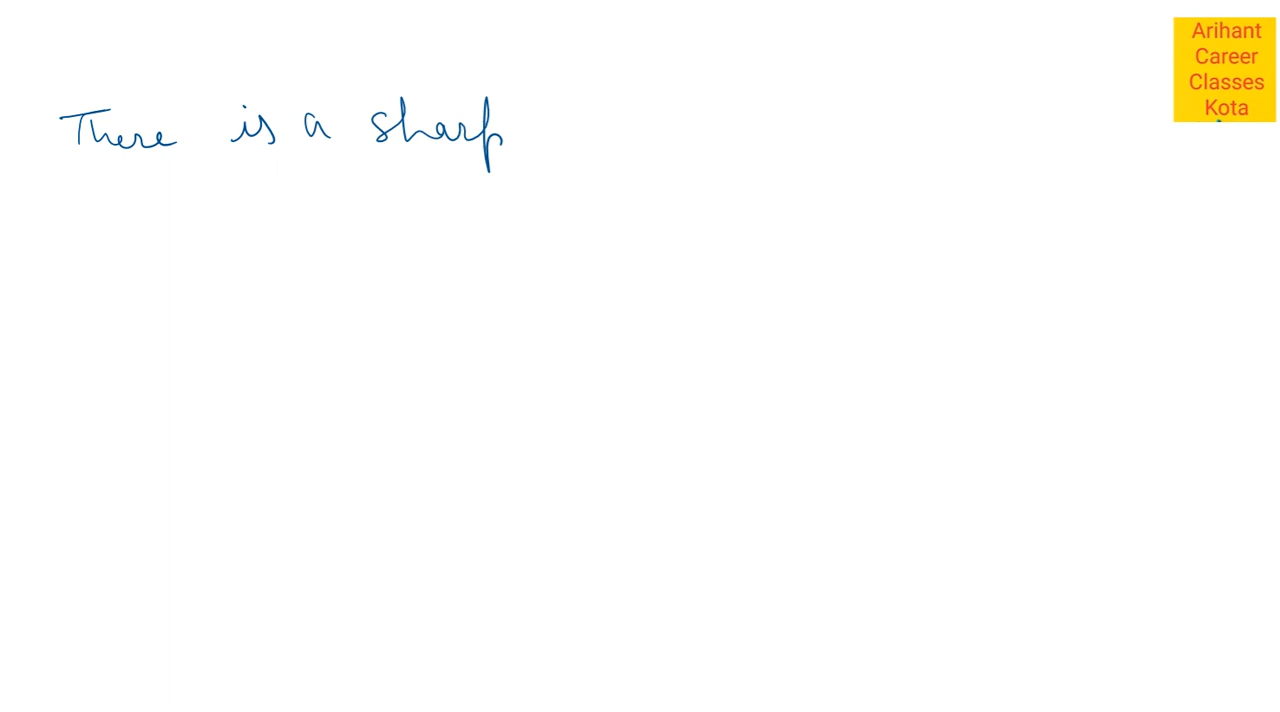 There is a sharp
Arihant
Career
Classes
Kota